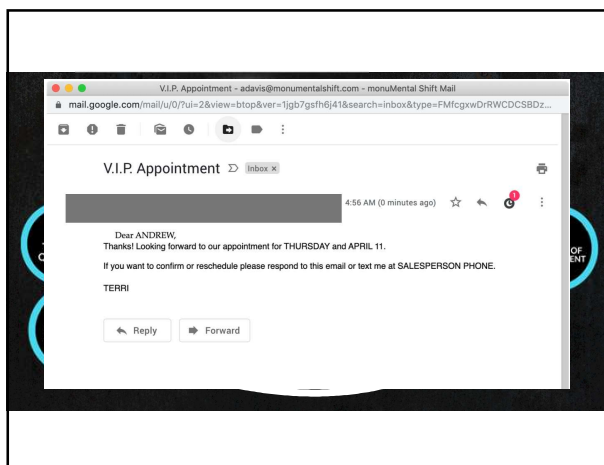 V.I.P. Appointment - adavis@monumentalshift.com - monuMental Shift Mail
mail.google.com/mail/u/0/?ui=2&view=btop&ver=1jgb7gsfh6j41&search=inbox&type=FMfcgxwDrRWCDCSBDz...
V.I.P. Appointment Inbox ×
4:56 AM (0 minutes ago)
1
Dear ANDREW,
Thanks! Looking forward to our appointment for THURSDAY and APRIL 11.
If you want to confirm or reschedule please respond to this email or text me at SALESPERSON PHONE.
TERRI
Reply Forward
OF